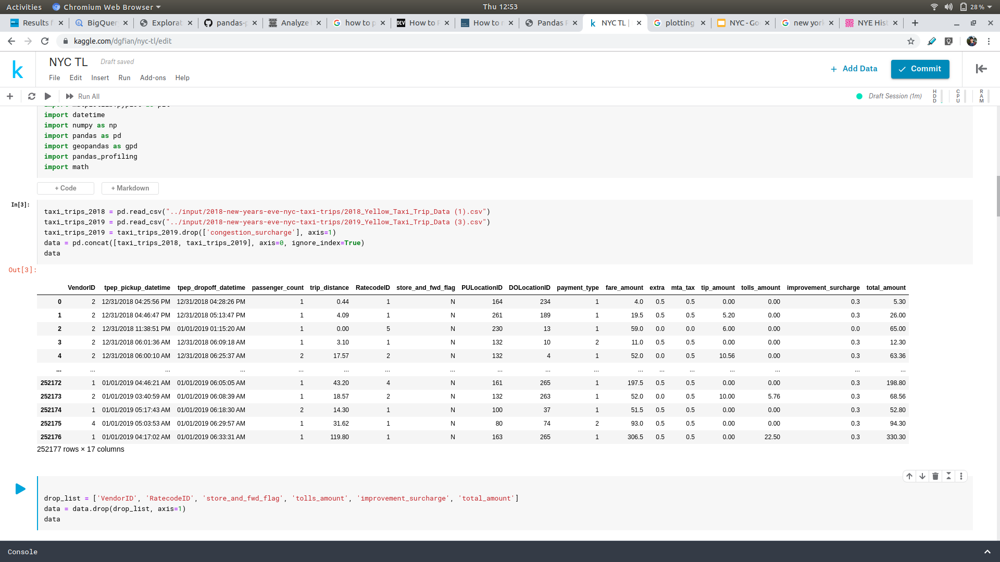 Activities
Chromium Web Browser
Thu 12:53
28 %
Results f
BigQuer
Explorat
pandas-p
Analyze
how to p
DEV
How to P
How to r
Pandas P
k
NYC TL |
plotting
NYC - Go
new yor
NYE Hist
kaggle.com/dgfian/nyc-tl/edit
k
NYC TL
Draft saved
File Edit Insert Run Add-ons Help
+ Add Data
Commit
Run All
Draft Session (1m)
HDD
CPU
RAM
import matplotlib.pyplot as plt
import datetime
import numpy as np
import pandas as pd
import geopandas as gpd
import pandas_profiling
import math
+ Code
+ Markdown
In[3]:
taxi_trips_2018 = pd.read_csv("../input/2018-new-years-eve-nyc-taxi-trips/2018_Yellow_Taxi_Trip_Data (1).csv")
taxi_trips_2019 = pd.read_csv("../input/2018-new-years-eve-nyc-taxi-trips/2019_Yellow_Taxi_Trip_Data (3).csv")
taxi_trips_2019 = taxi_trips_2019.drop(['congestion_surcharge'], axis=1)
data = pd.concat([taxi_trips_2018, taxi_trips_2019], axis=0, ignore_index=True)
data
Out[3]:
VendorID tpep_pickup_datetime tpep_dropoff_datetime passenger_count trip_distance RatecodeID store_and_fwd_flag PULocationID DOLocationID payment_type fare_amount extra mta_tax tip_amount tolls_amount improvement_surcharge total_amount
0 2 12/31/2018 04:25:56 PM 12/31/2018 04:28:26 PM 1 0.44 1 N 164 234 1 4.0 0.5 0.5 0.00 0.00 0.3 5.30
1 2 12/31/2018 04:46:47 PM 12/31/2018 05:13:47 PM 1 4.09 1 N 261 189 1 19.5 0.5 0.5 5.20 0.00 0.3 26.00
2 2 12/31/2018 11:38:51 PM 01/01/2019 01:15:20 AM 1 0.00 5 N 230 13 1 59.0 0.0 0.0 6.00 0.00 0.0 65.00
3 2 12/31/2018 06:01:36 AM 12/31/2018 06:09:18 AM 1 3.10 1 N 132 10 2 11.0 0.5 0.5 0.00 0.00 0.3 12.30
4 2 12/31/2018 06:00:10 AM 12/31/2018 06:25:37 AM 2 17.57 2 N 132 4 1 52.0 0.0 0.5 10.56 0.00 0.3 63.36
... ... ... ... ... ... ... ... ... ... ... ... ... ... ... ... ... ...
252172 1 01/01/2019 04:46:21 AM 01/01/2019 06:05:05 AM 1 43.20 4 N 161 265 1 197.5 0.5 0.5 0.00 0.00 0.3 198.80
252173 2 01/01/2019 03:40:59 AM 01/01/2019 06:08:39 AM 1 18.57 2 N 132 263 1 52.0 0.0 0.5 10.00 5.76 0.3 68.56
252174 1 01/01/2019 05:17:43 AM 01/01/2019 06:18:30 AM 2 14.30 1 N 100 37 1 51.5 0.5 0.5 0.00 0.00 0.3 52.80
252175 4 01/01/2019 05:03:53 AM 01/01/2019 06:29:57 AM 1 31.62 1 N 80 74 2 93.0 0.5 0.5 0.00 0.00 0.3 94.30
252176 1 01/01/2019 04:17:02 AM 01/01/2019 06:33:31 AM 1 119.80 1 N 163 265 1 306.5 0.5 0.5 0.00 22.50 0.3 330.30
252177 rows × 17 columns
drop_list = ['VendorID', 'RatecodeID', 'store_and_fwd_flag', 'tolls_amount', 'improvement_surcharge', 'total_amount']
data = data.drop(drop_list, axis=1)
data
Console